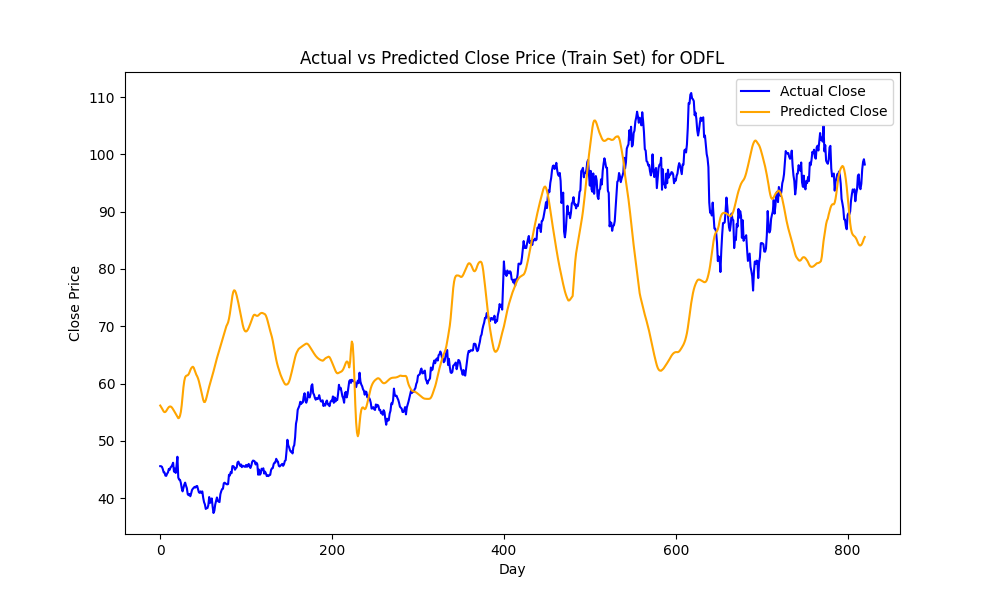 Actual vs Predicted Close Price (Train Set) for ODFL
Actual Close
Predicted Close
Close Price
110
100
90
80
70
60
50
40
0 200 400 600 800
Day